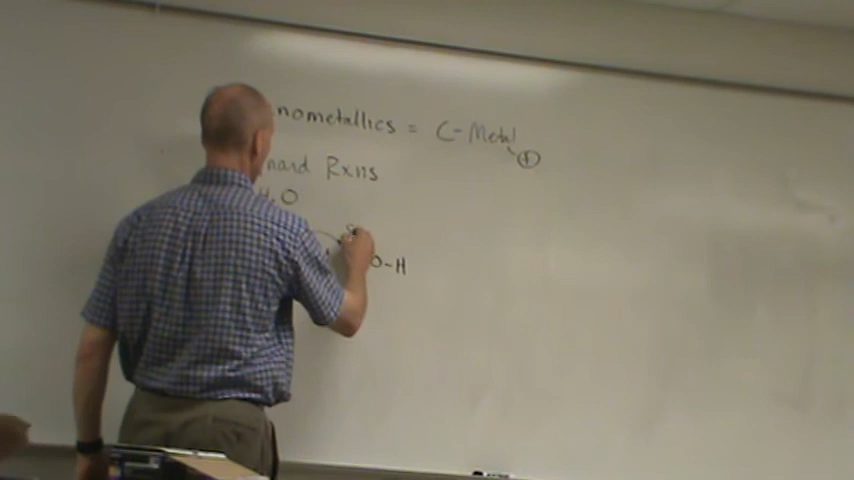 nometallics = C-Metal
+
nard Rxns
O
O-H